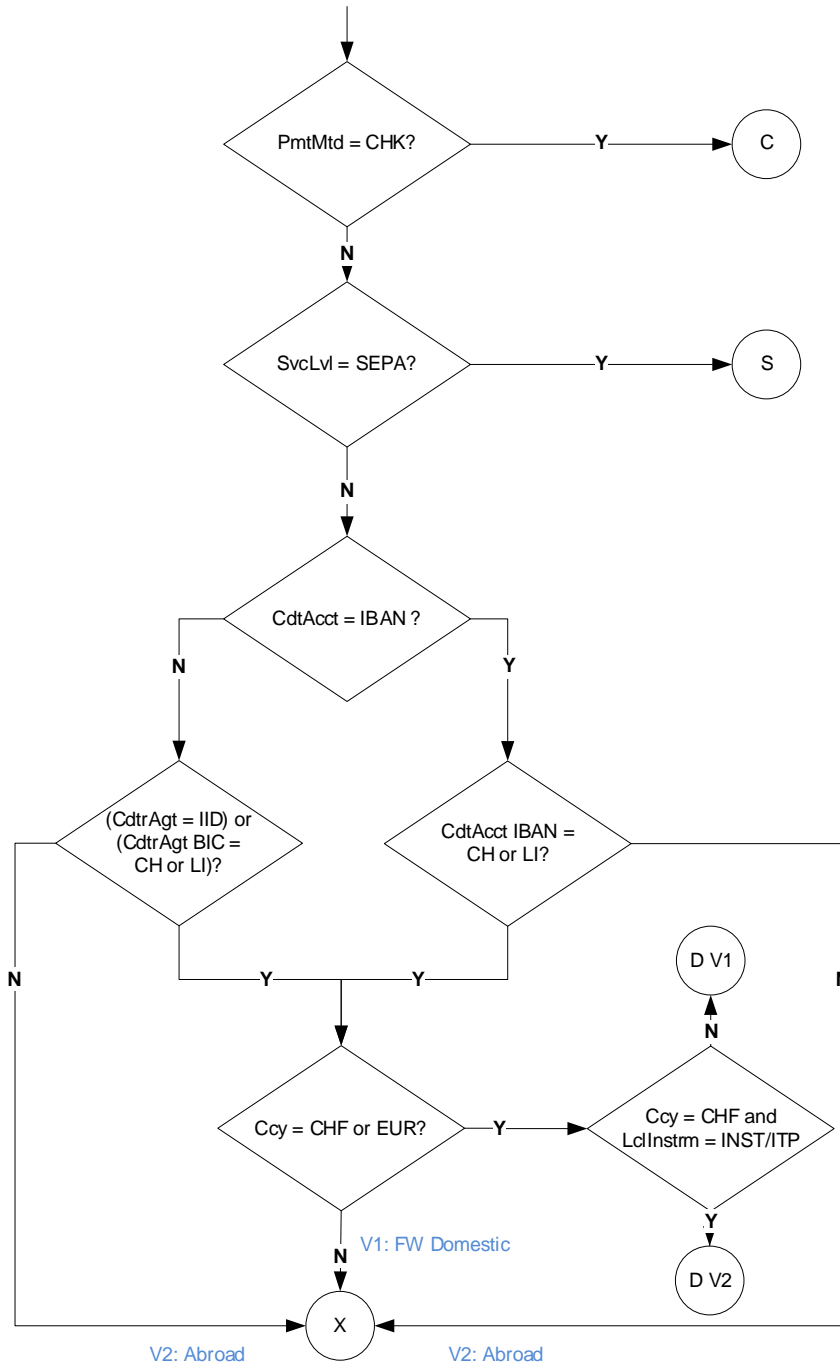 PmtMtd = CHK?
Y
C
N
SvcLvl = SEPA?
Y
S
N
CdtAcct = IBAN ?
N
Y
(CdtrAgt = IID) or
(CdtrAgt BIC =
CH or LI)?
CdtAcct IBAN =
CH or LI?
D V1
N
Y
Y
N
N
Ccy = CHF or EUR?
Y
Ccy = CHF and
LclInstrm = INST/ITP
Y
V1: FW Domestic
N
D V2
X
V2: Abroad
V2: Abroad